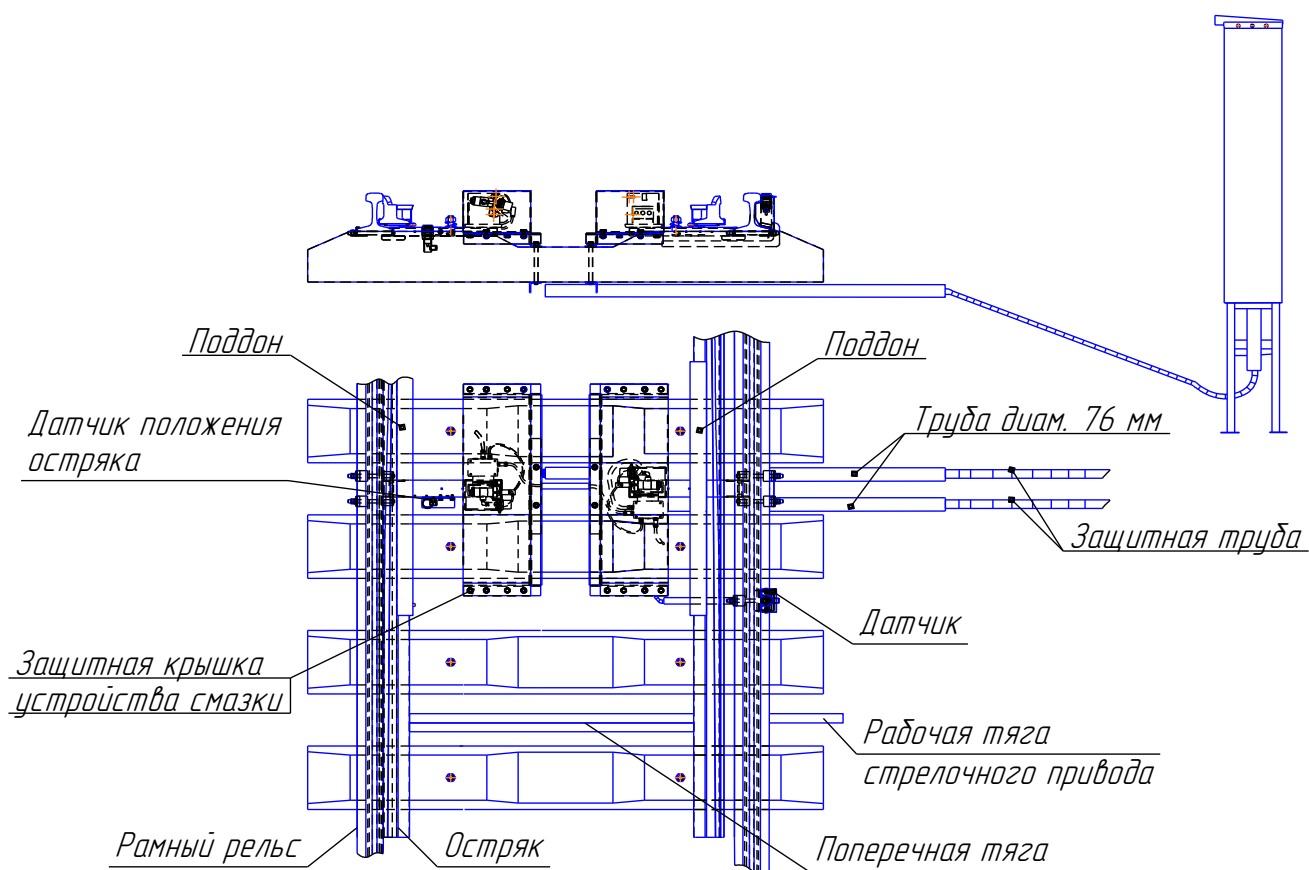 Поддон
Поддон
Датчик положения
остряка
Труба диам. 76 мм
Защитная труба
Датчик
Защитная крышка
устройства смазки
Рабочая тяга
стрелочного привода
Рамный рельс
Остряк
Поперечная тяга